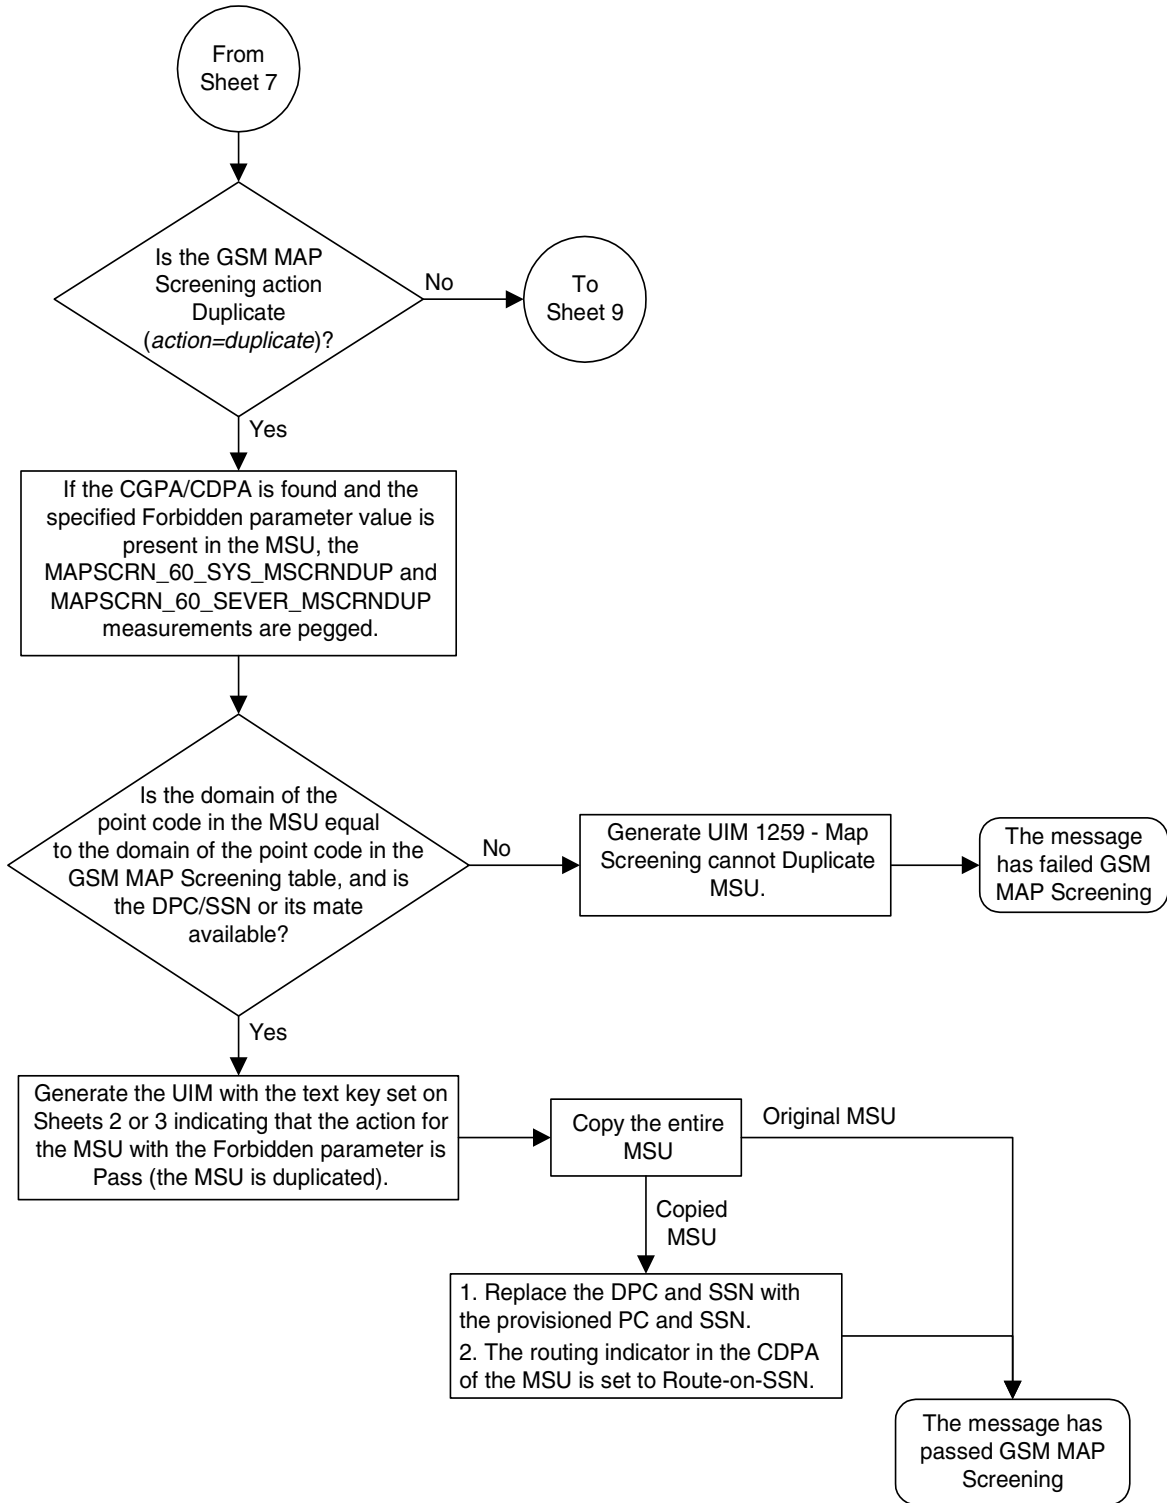 From
Sheet 7
Is the GSM MAP
Screening action
Duplicate
(action=duplicate)?
No
To
Sheet 9
Yes
If the CGPA/CDPA is found and the
specified Forbidden parameter value is
present in the MSU, the
MAPSCRN_60_SYS_MSCRNDUP and
MAPSCRN_60_SEVER_MSCRNDUP
measurements are pegged.
Is the domain of the
point code in the MSU equal
to the domain of the point code in the
GSM MAP Screening table, and is
the DPC/SSN or its mate
available?
No
Generate UIM 1259 - Map
Screening cannot Duplicate
MSU.
The message
has failed GSM
MAP Screening
Yes
Generate the UIM with the text key set on
Sheets 2 or 3 indicating that the action for
the MSU with the Forbidden parameter is
Pass (the MSU is duplicated).
Copy the entire
MSU
Original MSU
Copied
MSU
1. Replace the DPC and SSN with
the provisioned PC and SSN.
2. The routing indicator in the CDPA
of the MSU is set to Route-on-SSN.
The message has
passed GSM MAP
Screening